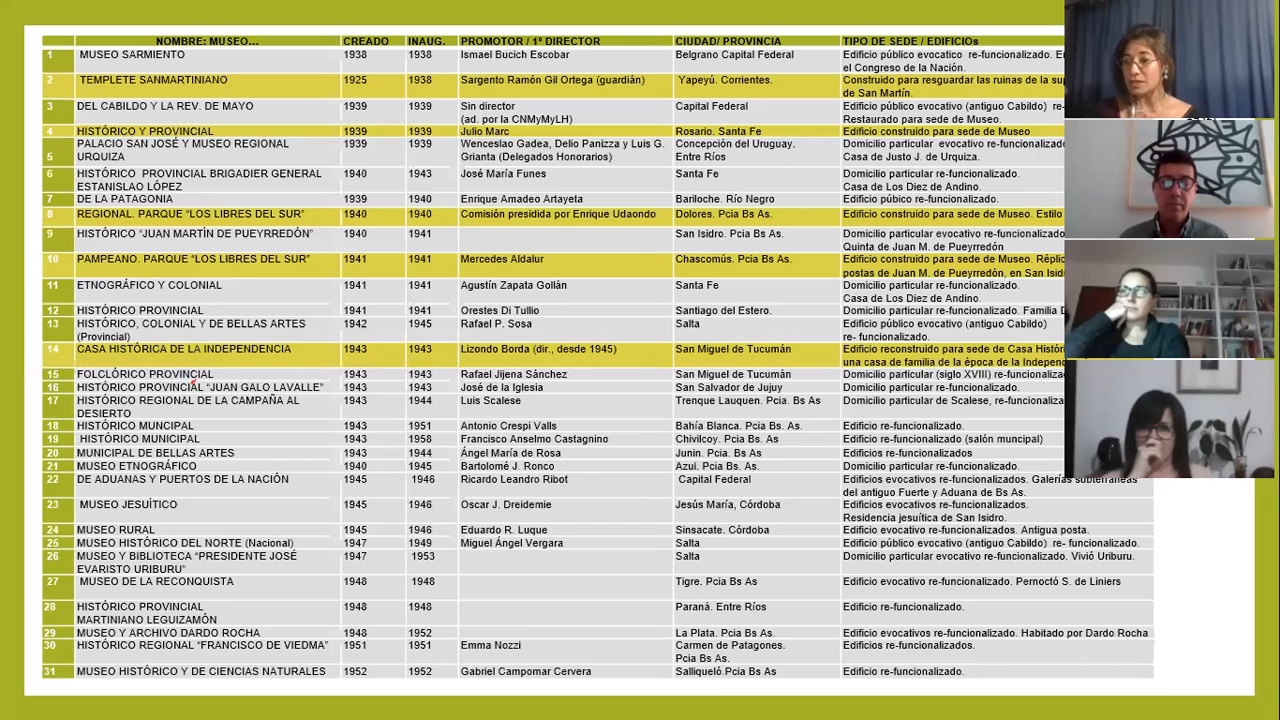 NOMBRE: MUSEO... CREADO INAUG. PROMOTOR / 1º DIRECTOR CIUDAD/ PROVINCIA TIPO DE SEDE / EDIFICIOs
1 MUSEO SARMIENTO 1938 1938 Ismael Bucich Escobar Belgrano Capital Federal Edificio público evocativo re-funcionalizado.
el Congreso de la Nación.
2 TEMPLETE SANMARTINIANO 1925 1938 Sargento Ramón Gil Ortega (guardián) Yapeyú. Corrientes. Construido para resguardar las ruinas de la
de San Martín.
3 DEL CABILDO Y LA REV. DE MAYO 1939 1939 Sin director Capital Federal Edificio público evocativo (antiguo Cabildo) re-
(ad. por la CNMyMyLH) Restaurado para sede de Museo.
4 HISTÓRICO Y PROVINCIAL 1939 1939 Julio Marc Rosario. Santa Fe Edificio construido para sede de Museo
PALACIO SAN JOSÉ Y MUSEO REGIONAL 1939 1939 Wenceslao Gadea, Delio Panizza y Luis G. Concepción del Uruguay. Domicilio particular evocativo re-funcionalizado.
5 URQUIZA Grianta (Delegados Honorarios) Entre Ríos Casa de Justo J. de Urquiza.
6 HISTÓRICO PROVINCIAL BRIGADIER GENERAL 1940 1943 José María Funes Santa Fe Domicilio particular re-funcionalizado.
ESTANISLAO LÓPEZ Casa de Los Diez de Andino.
7 DE LA PATAGONIA 1939 1940 Enrique Amadeo Artayeta Bariloche. Río Negro Edificio púbico re-funcionalizado.
8 REGIONAL. PARQUE “LOS LIBRES DEL SUR” 1940 1940 Comisión presidida por Enrique Udaondo Dolores. Pcia Bs As. Edificio construido para sede de Museo. Estilo
9 HISTÓRICO “JUAN MARTÍN DE PUEYRREDÓN” 1940 1941 San Isidro. Pcia Bs As. Domicilio particular evocativo re-funcionalizado
Quinta de Juan M. de Pueyrredón
10 PAMPEANO. PARQUE “LOS LIBRES DEL SUR” 1941 1941 Mercedes Aldalur Chascomús. Pcia Bs As. Edificio construido para sede de Museo.
postas de Juan M. de Pueyrredón, en San
11 ETNOGRÁFICO Y COLONIAL 1941 1941 Agustín Zapata Gollán Santa Fe Domicilio particular re-funcionalizado.
Casa de Los Diez de Andino.
12 HISTÓRICO PROVINCIAL 1941 1941 Orestes Di Tullio Santiago del Estero. Domicilio particular re-funcionalizado. Familia
13 HISTÓRICO, COLONIAL Y DE BELLAS ARTES 1942 1945 Rafael P. Sosa Salta Edificio público evocativo (antiguo Cabildo)
(Provincial) re- funcionalizado.
14 CASA HISTÓRICA DE LA INDEPENDENCIA 1943 1943 Lizondo Borda (dir., desde 1945) San Miguel de Tucumán Edificio reconstruido para sede de Casa
una casa de familia de la época de la
15 FOLCLÓRICO PROVINCIAL 1943 1943 Rafael Jijena Sánchez San Miguel de Tucumán Domicilio particular (siglo XVIII)
16 HISTÓRICO PROVINCIAL “JUAN GALO LAVALLE” 1943 1943 José de la Iglesia San Salvador de Jujuy Domicilio particular re-funcionalizado.
17 HISTÓRICO REGIONAL DE LA CAMPAÑA AL 1943 1944 Luis Scalese Trenque Lauquen. Pcia. Bs As Domicilio particular de Scalese,
DESIERTO
18 HISTÓRICO MUNCIPAL 1943 1951 Antonio Crespi Valls Bahía Blanca. Pcia Bs As. Edificio re-funcionalizado.
19 HISTÓRICO MUNICIPAL 1943 1958 Francisco Anselmo Castagnino Chivilcoy. Pcia Bs As. Edificio re-funcionalizado (salón muncipal)
20 MUNICIPAL DE BELLAS ARTES 1943 1944 Ángel María de Rosa Junin. Pcia Bs As. Edificios re-funcionalizados
21 MUSEO ETNOGRÁFICO 1940 1945 Bartolomé J. Ronco Azul. Pcia Bs. As. Domicilio particular re-funcionalizado.
22 DE ADUANAS Y PUERTOS DE LA NACIÓN 1945 1946 Ricardo Leandro Ribot Capital Federal Edificios evocativos re-funcionalizados. Galerías subterráneas
del antiguo Fuerte y Aduana de Bs As.
23 MUSEO JESUÍTICO 1945 1946 Oscar J. Dreidemie Jesús María, Córdoba Edificios evocativos re-funcionalizados.
Residencia jesuítica de San Isidro.
24 MUSEO RURAL 1945 1946 Eduardo R. Luque Sinsacate. Córdoba Edificio evocativo re-funcionalizado. Antigua posta.
25 MUSEO HISTÓRICO DEL NORTE (Nacional) 1947 1949 Miguel Ángel Vergara Salta Edificio público evocativo (antiguo Cabildo) re- funcionalizado.
26 MUSEO Y BIBLIOTECA “PRESIDENTE JOSÉ 1947 1953 Salta Domicilio particular evocativo re-funcionalizado. Vivió Uriburu.
EVARISTO URIBURU”
27 MUSEO DE LA RECONQUISTA 1948 1948 Tigre. Pcia Bs As Edificio evocativo re-funcionalizado. Pernoctó S. de Liniers
28 HISTÓRICO PROVINCIAL 1948 1948 Paraná. Entre Ríos Edificio re-funcionalizado.
MARTINIANO LEGUIZAMÓN
29 MUSEO Y ARCHIVO DARDO ROCHA 1948 1952 La Plata. Pcia Bs As. Edificio evocativos re-funcionalizado. Habitado por Dardo Rocha
30 HISTÓRICO REGIONAL “FRANCISCO DE VIEDMA” 1951 1951 Emma Nozzi Carmen de Patagones. Edificios re-funcionalizados.
Pcia Bs As.
31 MUSEO HISTÓRICO Y DE CIENCIAS NATURALES 1952 1952 Gabriel Campomar Cervera Salliqueló.Pcia Bs As Edificio re-funcionalizado.